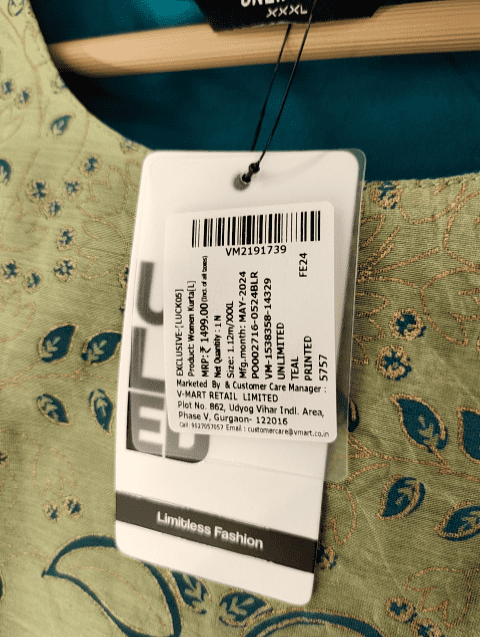 XXXL
VM2191739
EXCLUSIVE-[LUCK05]
Product: Women Kurta[L]
MRP: ₹ 1499.00(Incl. of all taxes)
Net Quantity : 1 N
Size: 1.12m/XXXL
Mfg.month: MAY-2024
PO002716-0524BLR
VM-1538358-14329
UNLIMITED
TEAL
PRINTED
5757
FE24
Marketed By & Customer Care Manager :
V-MART RETAIL LIMITED
Plot No. 862, Udyog Vihar Indl. Area,
Phase V, Gurgaon- 122016
Call :9527057057 Email : customercare@vmart.co.in
Limitless Fashion